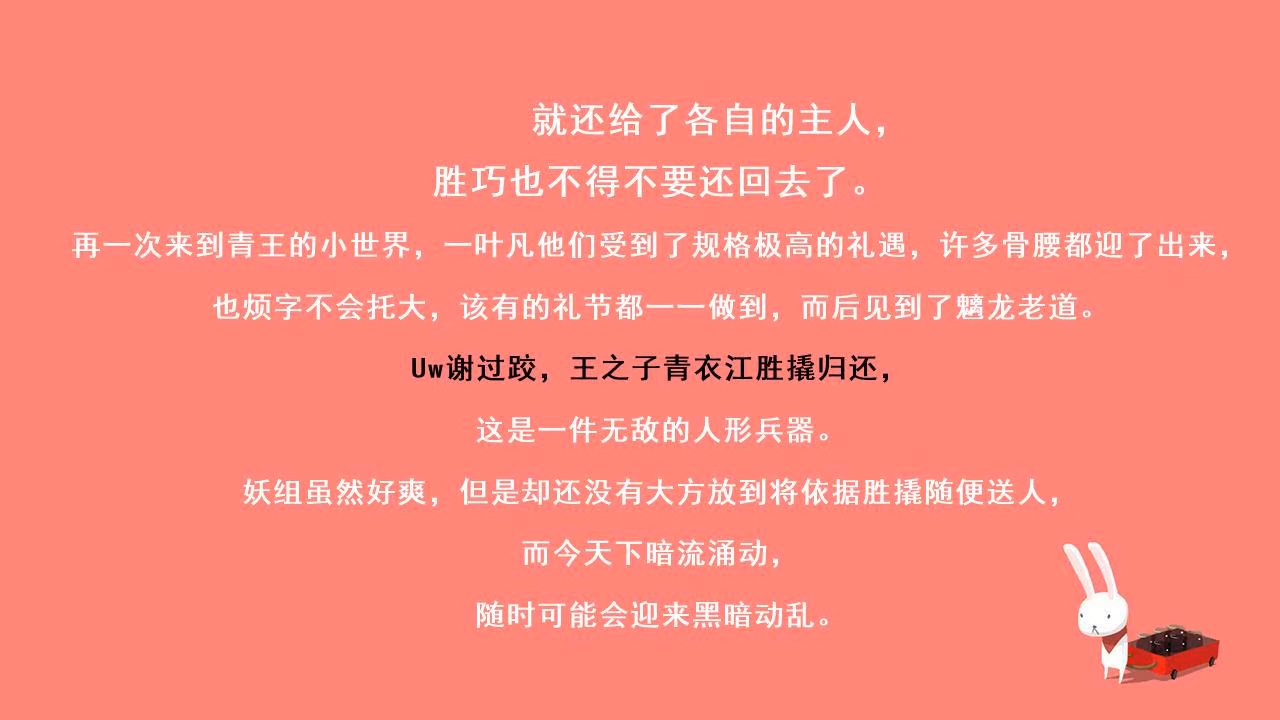 就还给了各自的主人，
胜巧也不得不要还回去了。
再一次来到青王的小世界，一叶凡他们受到了规格极高的礼遇，许多骨腰都迎了出来，
也烦字不会托大，该有的礼节都一一做到，而后见到了魑龙老道。
Uw谢过跤，王之子青衣江胜撬归还，
这是一件无敌的人形兵器。
妖组虽然好爽，但是却还没有大方放到将依据胜撬随便送人，
而今天下暗流涌动，
随时可能会迎来黑暗动乱。